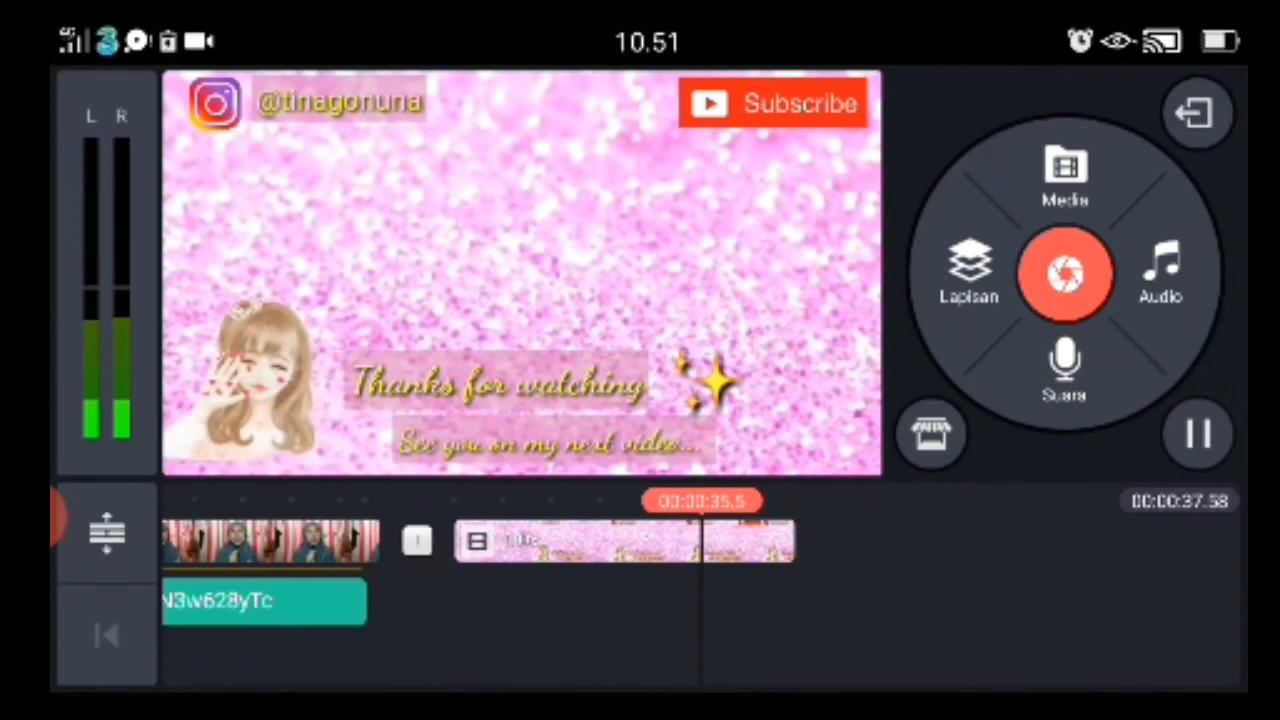 10.51
L R
@tinagonuna
Subscribe
Thanks for watching
See you on my next video...
Media
Lapisan
Audio
Suara
00:00:35.5
00:00:37.58
N3w628yTc